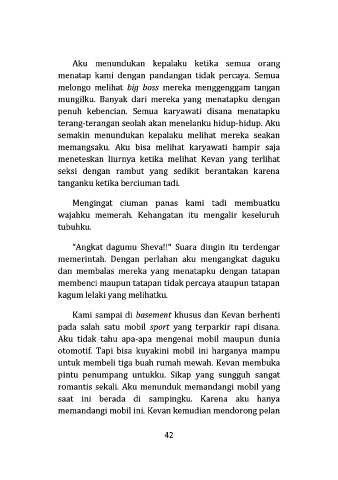 Aku menundukan kepalaku ketika semua orang
menatap kami dengan pandangan tidak percaya. Semua
melongo melihat big boss mereka menggenggam tangan
mungilku. Banyak dari mereka yang menatapku dengan
penuh kebencian. Semua karyawati disana menatapku
terang-terangan seolah akan menelanku hidup-hidup. Aku
semakin menundukan kepalaku melihat mereka seakan
memangsaku. Aku bisa melihat karyawati hampir saja
meneteskan liurnya ketika melihat Kevan yang terlihat
seksi dengan rambut yang sedikit berantakan karena
tanganku ketika berciuman tadi.
Mengingat ciuman panas kami tadi membuatku
wajahku memerah. Kehangatan itu mengalir keseluruh
tubuhku.
“Angkat dagumu Sheva!!“ Suara dingin itu terdengar
memerintah. Dengan perlahan aku mengangkat daguku
dan membalas mereka yang menatapku dengan tatapan
membenci maupun tatapan tidak percaya ataupun tatapan
kagum lelaki yang melihatku.
Kami sampai di basement khusus dan Kevan berhenti
pada salah satu mobil sport yang terparkir rapi disana.
Aku tidak tahu apa-apa mengenai mobil maupun dunia
otomotif. Tapi bisa kuyakini mobil ini harganya mampu
untuk membeli tiga buah rumah mewah. Kevan membuka
pintu penumpang untukku. Sikap yang sungguh sangat
romantis sekali. Aku menunduk memandangi mobil yang
saat ini berada di sampingku. Karena aku hanya
memandangi mobil ini. Kevan kemudian mendorong pelan
42